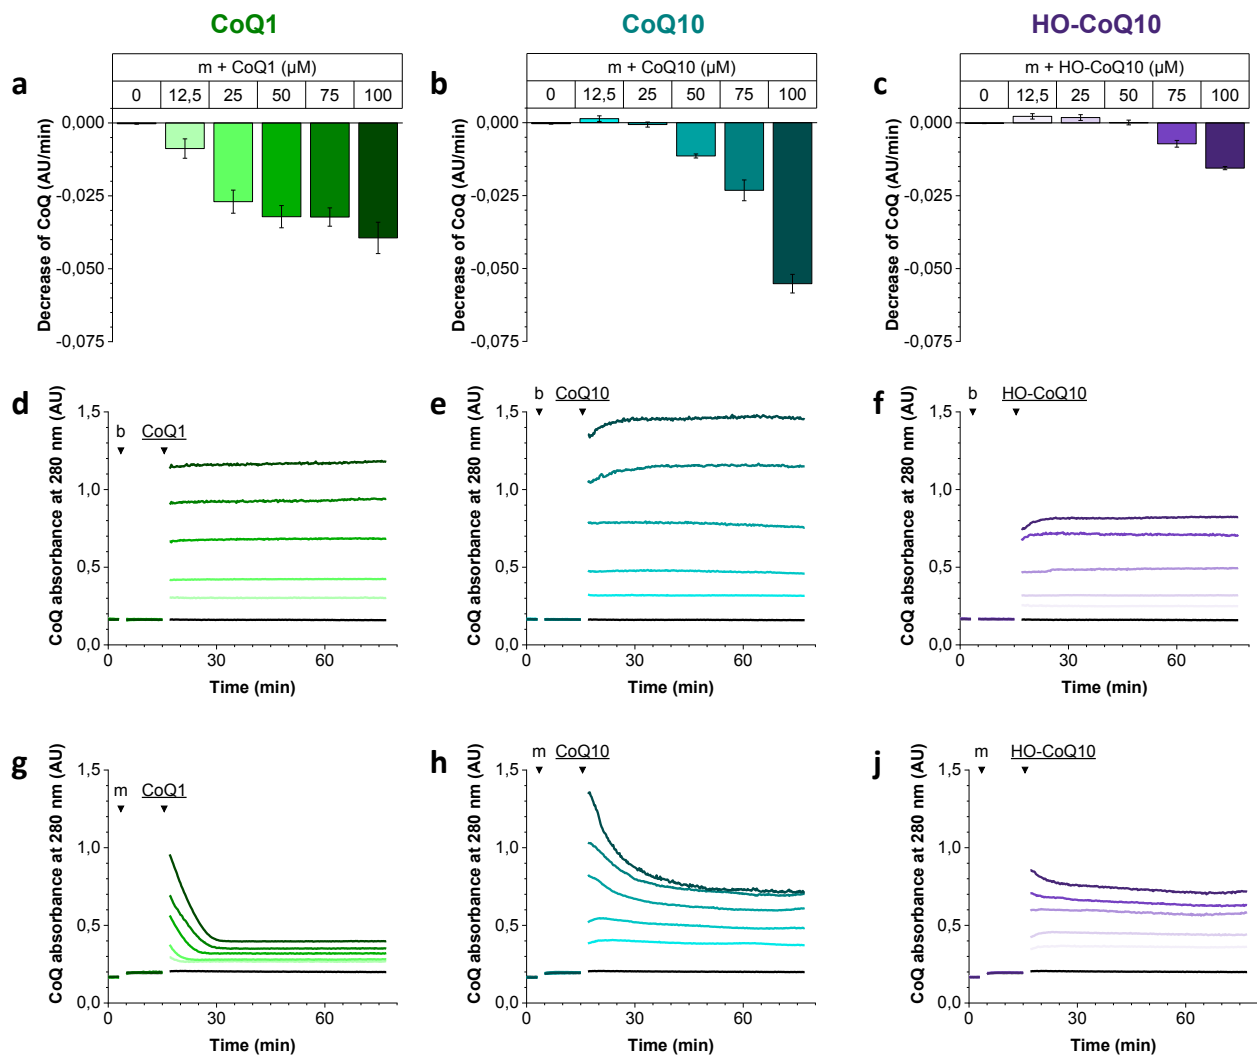 CoQ1 CoQ10 HO-CoQ10
a b c
m + CoQ1 (µM) m + CoQ10 (µM) m + HO-CoQ10 (µM)
0 12,5 25 50 75 100 0 12,5 25 50 75 100 0 12,5 25 50 75 100
0,000 0,000 0,000
-0,025 -0,025 -0,025
-0,050 -0,050 -0,050
-0,075 -0,075 -0,075
Decrease of CoQ (AU/min) Decrease of CoQ (AU/min) Decrease of CoQ (AU/min)
d e f
b CoQ1 b CoQ10 b HO-CoQ10
1,5 1,5 1,5
1,0 1,0 1,0
0,5 0,5 0,5
0,0 0,0 0,0
CoQ absorbance at 280 nm (AU) CoQ absorbance at 280 nm (AU) CoQ absorbance at 280 nm (AU)
0 30 60 0 30 60 0 30 60
Time (min) Time (min) Time (min)
g h j
m CoQ1 m CoQ10 m HO-CoQ10
1,5 1,5 1,5
1,0 1,0 1,0
0,5 0,5 0,5
0,0 0,0 0,0
CoQ absorbance at 280 nm (AU) CoQ absorbance at 280 nm (AU) CoQ absorbance at 280 nm (AU)
0 30 60 0 30 60 0 30 60
Time (min) Time (min) Time (min)